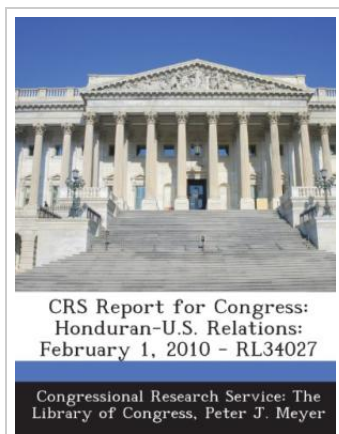 CRS Report for Congress:
Honduran-U.S. Relations:
February 1, 2010 - RL34027
Congressional Research Service: The
Library of Congress, Peter J. Meyer